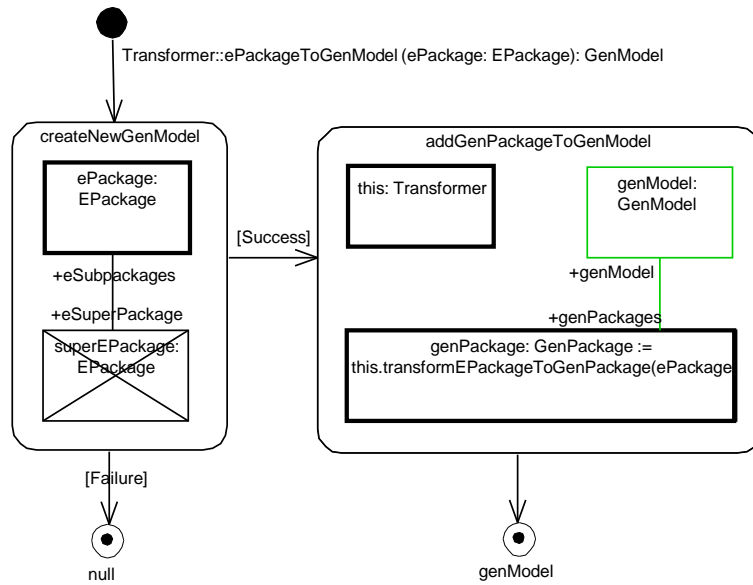 Transformer::ePackageToGenModel (ePackage: EPackage): GenModel
createNewGenModel
ePackage:
EPackage
+eSubpackages
+eSuperPackage
superEPackage:
EPackage
[Success]
addGenPackageToGenModel
this: Transformer
genModel:
GenModel
+genModel
+genPackages
genPackage: GenPackage :=
this.transformEPackageToGenPackage(ePackage
[Failure]
null
genModel